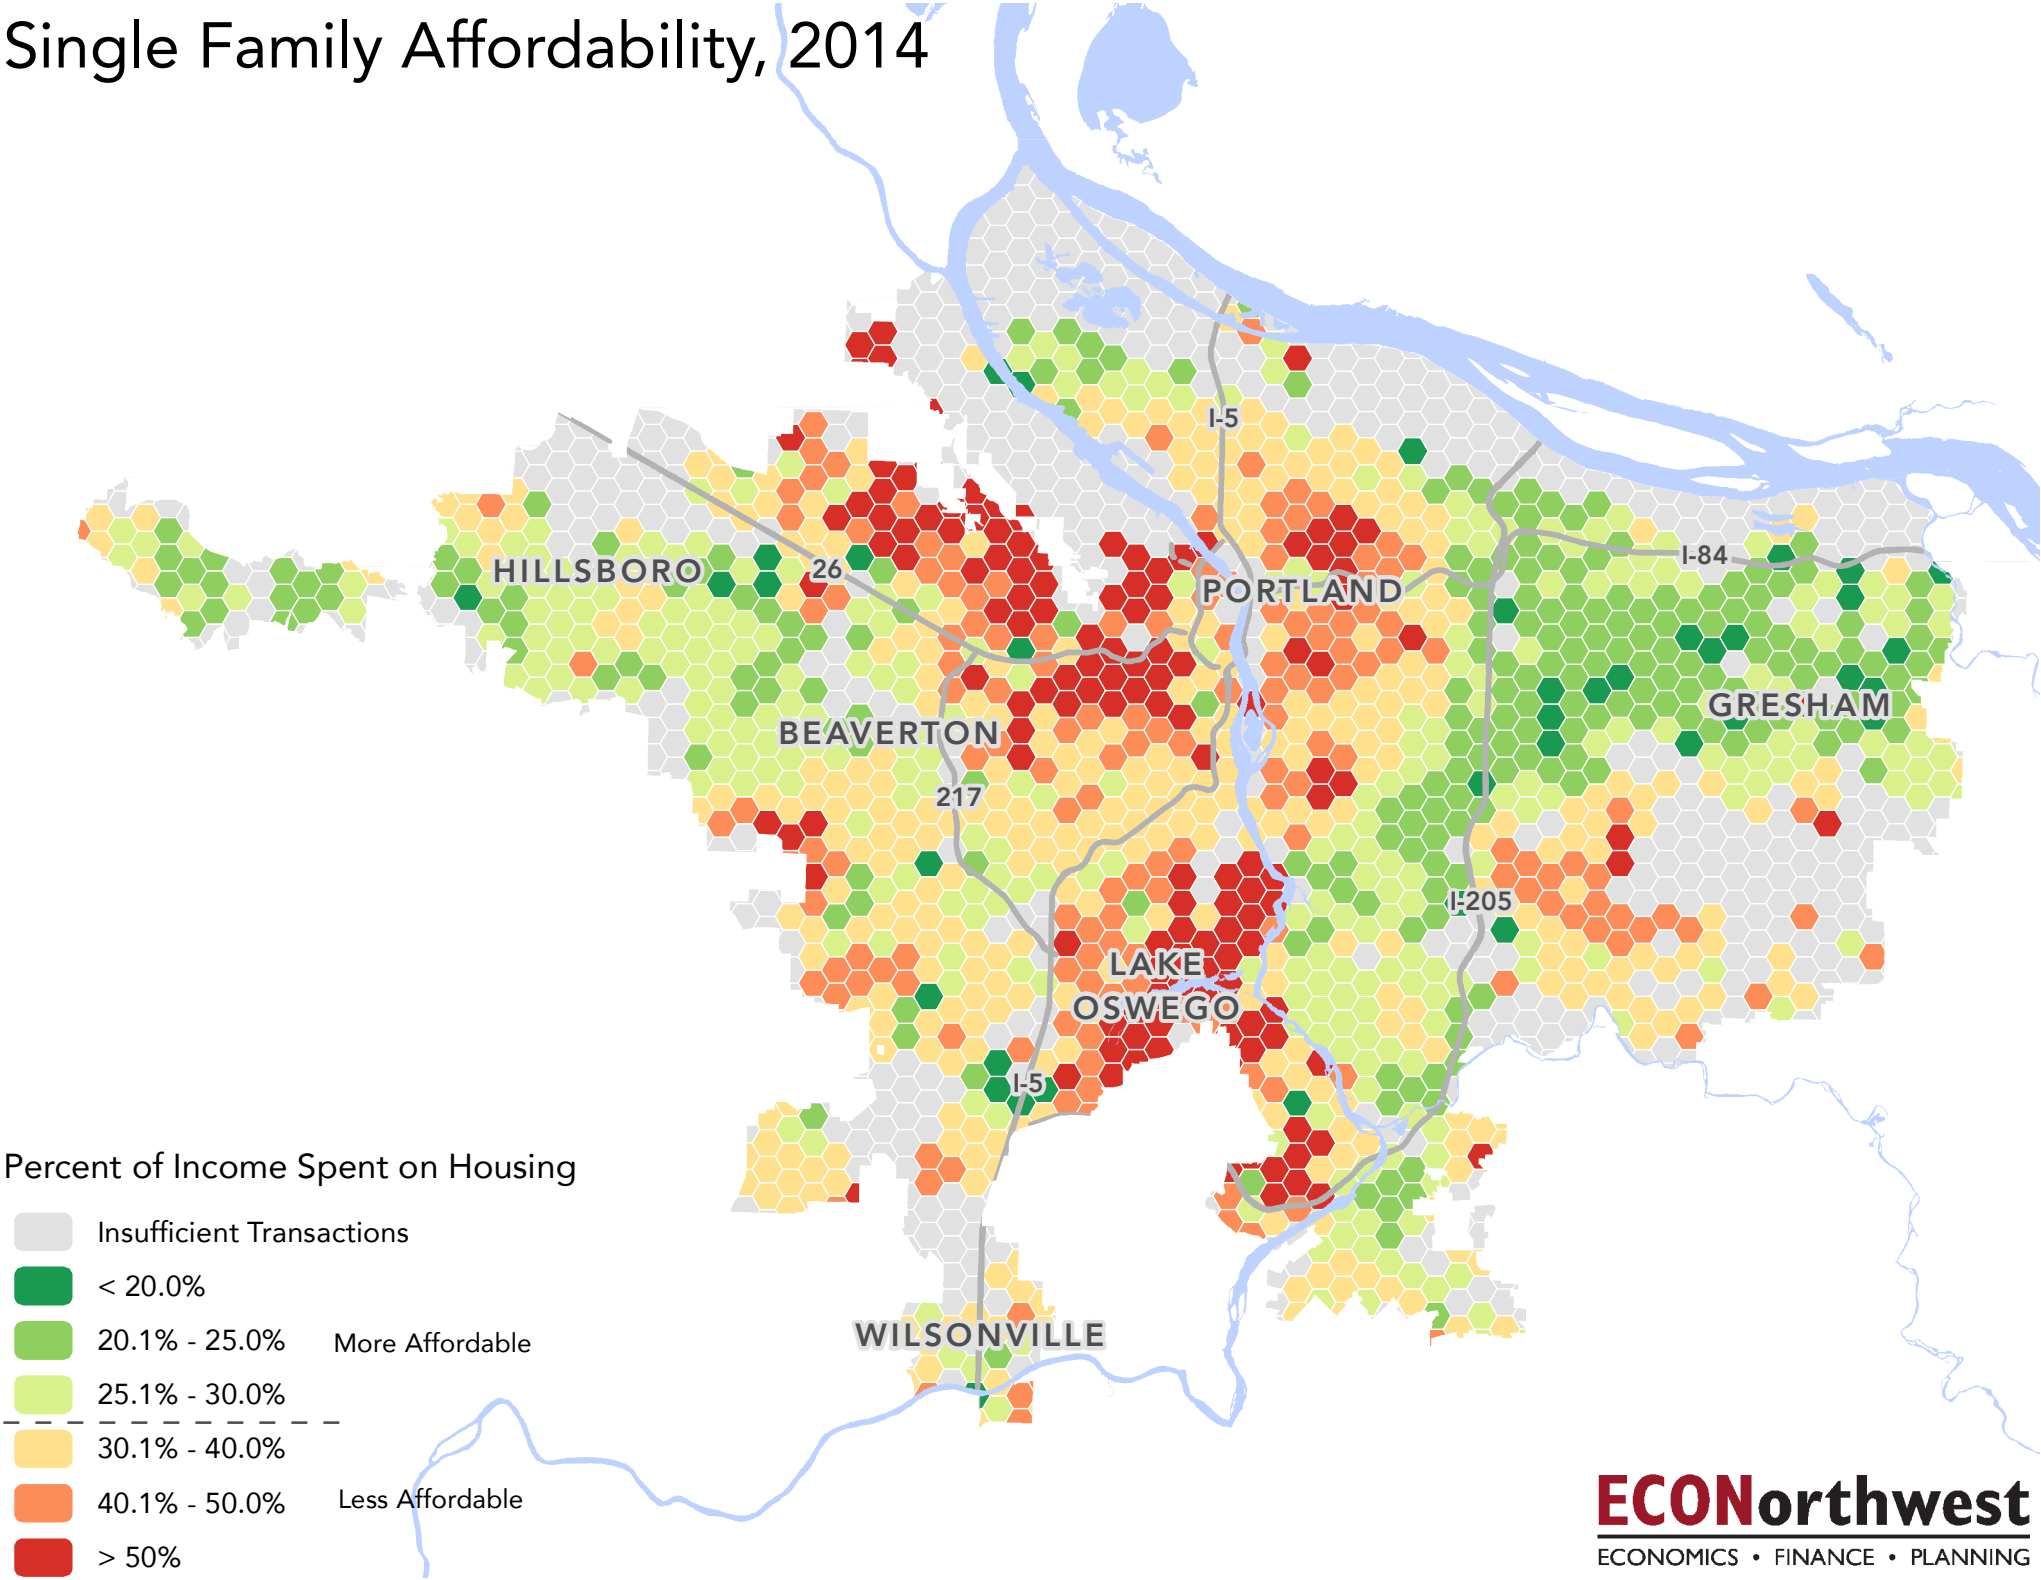 Single Family Affordability, 2014
I-5
I-84
HILLSBORO
26
PORTLAND
GRESHAM
BEAVERTON
217
I-205
LAKE
OSWEGO
I-5
WILSONVILLE
Percent of Income Spent on Housing
Insufficient Transactions
< 20.0%
20.1% - 25.0%
More Affordable
25.1% - 30.0%
30.1% - 40.0%
40.1% - 50.0%
Less Affordable
> 50%
ECONorthwest
ECONOMICS • FINANCE • PLANNING